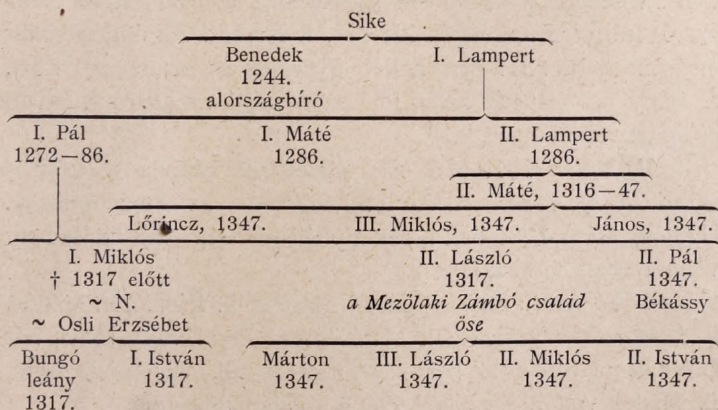 Sike
Benedek I. Lampert
1244.
alországbíró
I. Pál I. Máté II. Lampert
1272—86. 1286. 1286.
II. Máté, 1316—47.
Lőrincz, 1347. III. Miklós, 1347. János, 1347.
I. Miklós II. László II. Pál
† 1317 előtt 1317. 1347.
~ N. a Mezőlaki Zámbó család Békássy
~ Osli Erzsébet őse
Bungó I. István Márton III. László II. Miklós II. István
leány 1317. 1347. 1347. 1347. 1347.
1317.